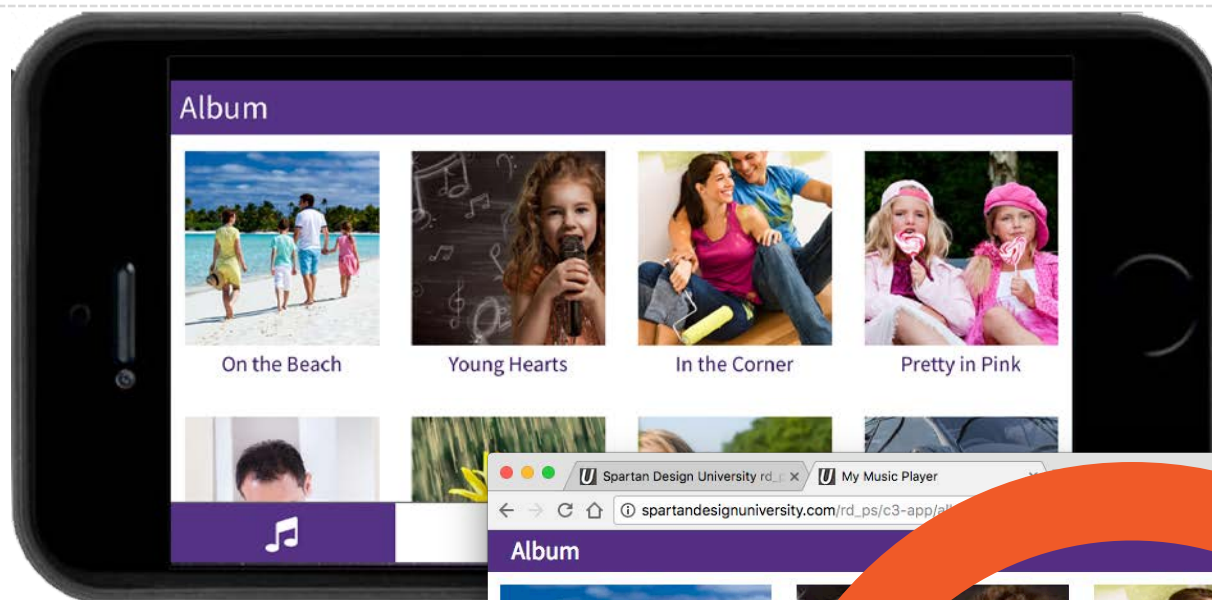 Album
On the Beach
Young Hearts
In the Corner
Pretty in Pink
Spartan Design University
My Music Player
spartandesignuniversity.com/rd_ps/c3-app/
Album